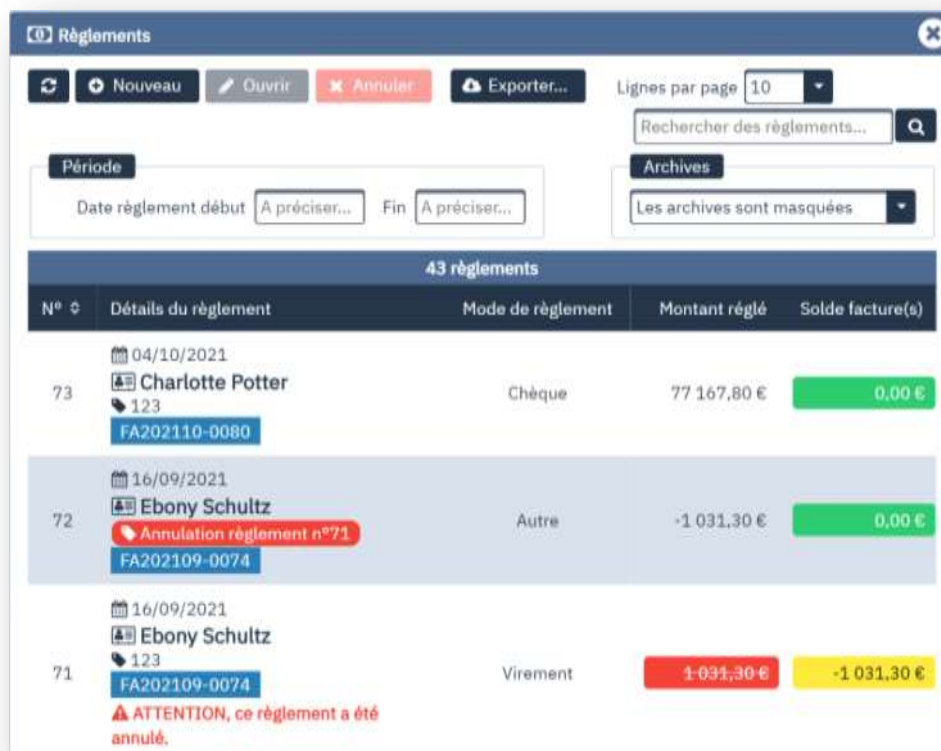 Règlements
Nouveau Ouvrir Annuler Exporter... Lignes par page 10
Rechercher des règlements...
Période Archives
Date règlement début A préciser... Fin A préciser... Les archives sont masquées
43 règlements
N° Détails du règlement Mode de règlement Montant réglé Solde facture(s)
04/10/2021
Charlotte Potter
73 Chèque 77 167,80 € 0,00 €
123
FA202110-0080
16/09/2021
Ebony Schultz
72 Autre -1 031,30 € 0,00 €
Annulation règlement n°71
FA202109-0074
16/09/2021
Ebony Schultz
123
71 Virement 1 031,30 € -1 031,30 €
FA202109-0074
ATTENTION, ce règlement a été
annulé.